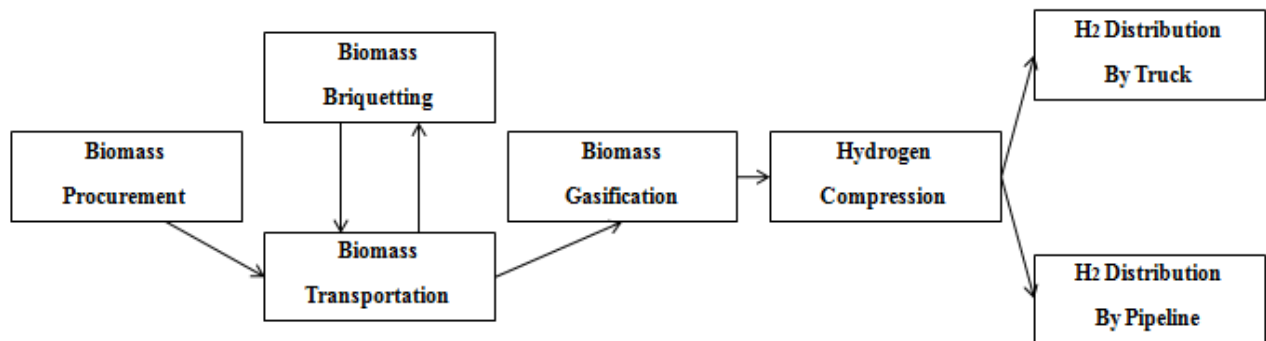 Biomass
Procurement
Biomass
Briquetting
Biomass
Transportation
Biomass
Gasification
Hydrogen
Compression
H2 Distribution
By Truck
H2 Distribution
By Pipeline